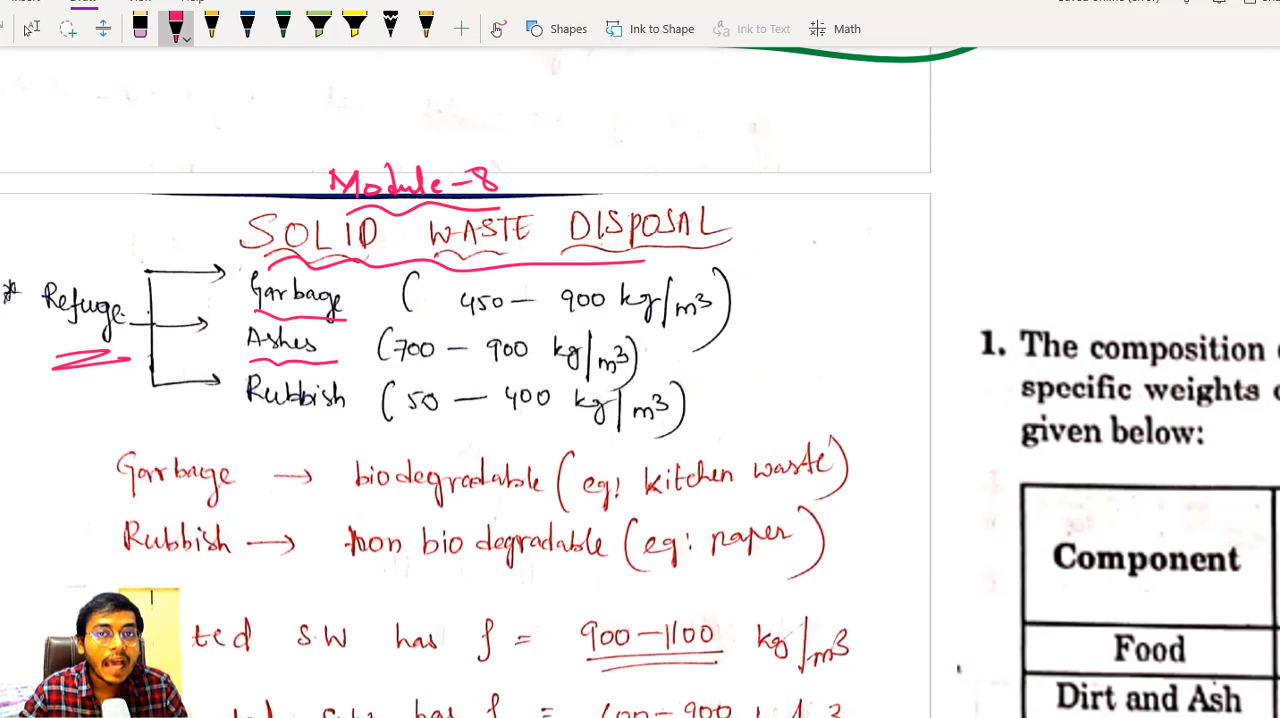 Shapes Ink to Shape Ink to Text Math
Module-8
SOLID WASTE DISPOSAL
* Refuge
Garbage ( 450 - 900 kg/m³ )
Ashes (700 - 900 kg/m³)
Rubbish ( 50 - 400 kg/m³ )
Garbage → biodegradable (eg: kitchen waste)
Rubbish → non bio degradable (eg: paper)
ted SW has ρ = 900-1100 kg/m³
has ρ =
1. The composition
specific weights
given below:
Component
Food
Dirt and Ash